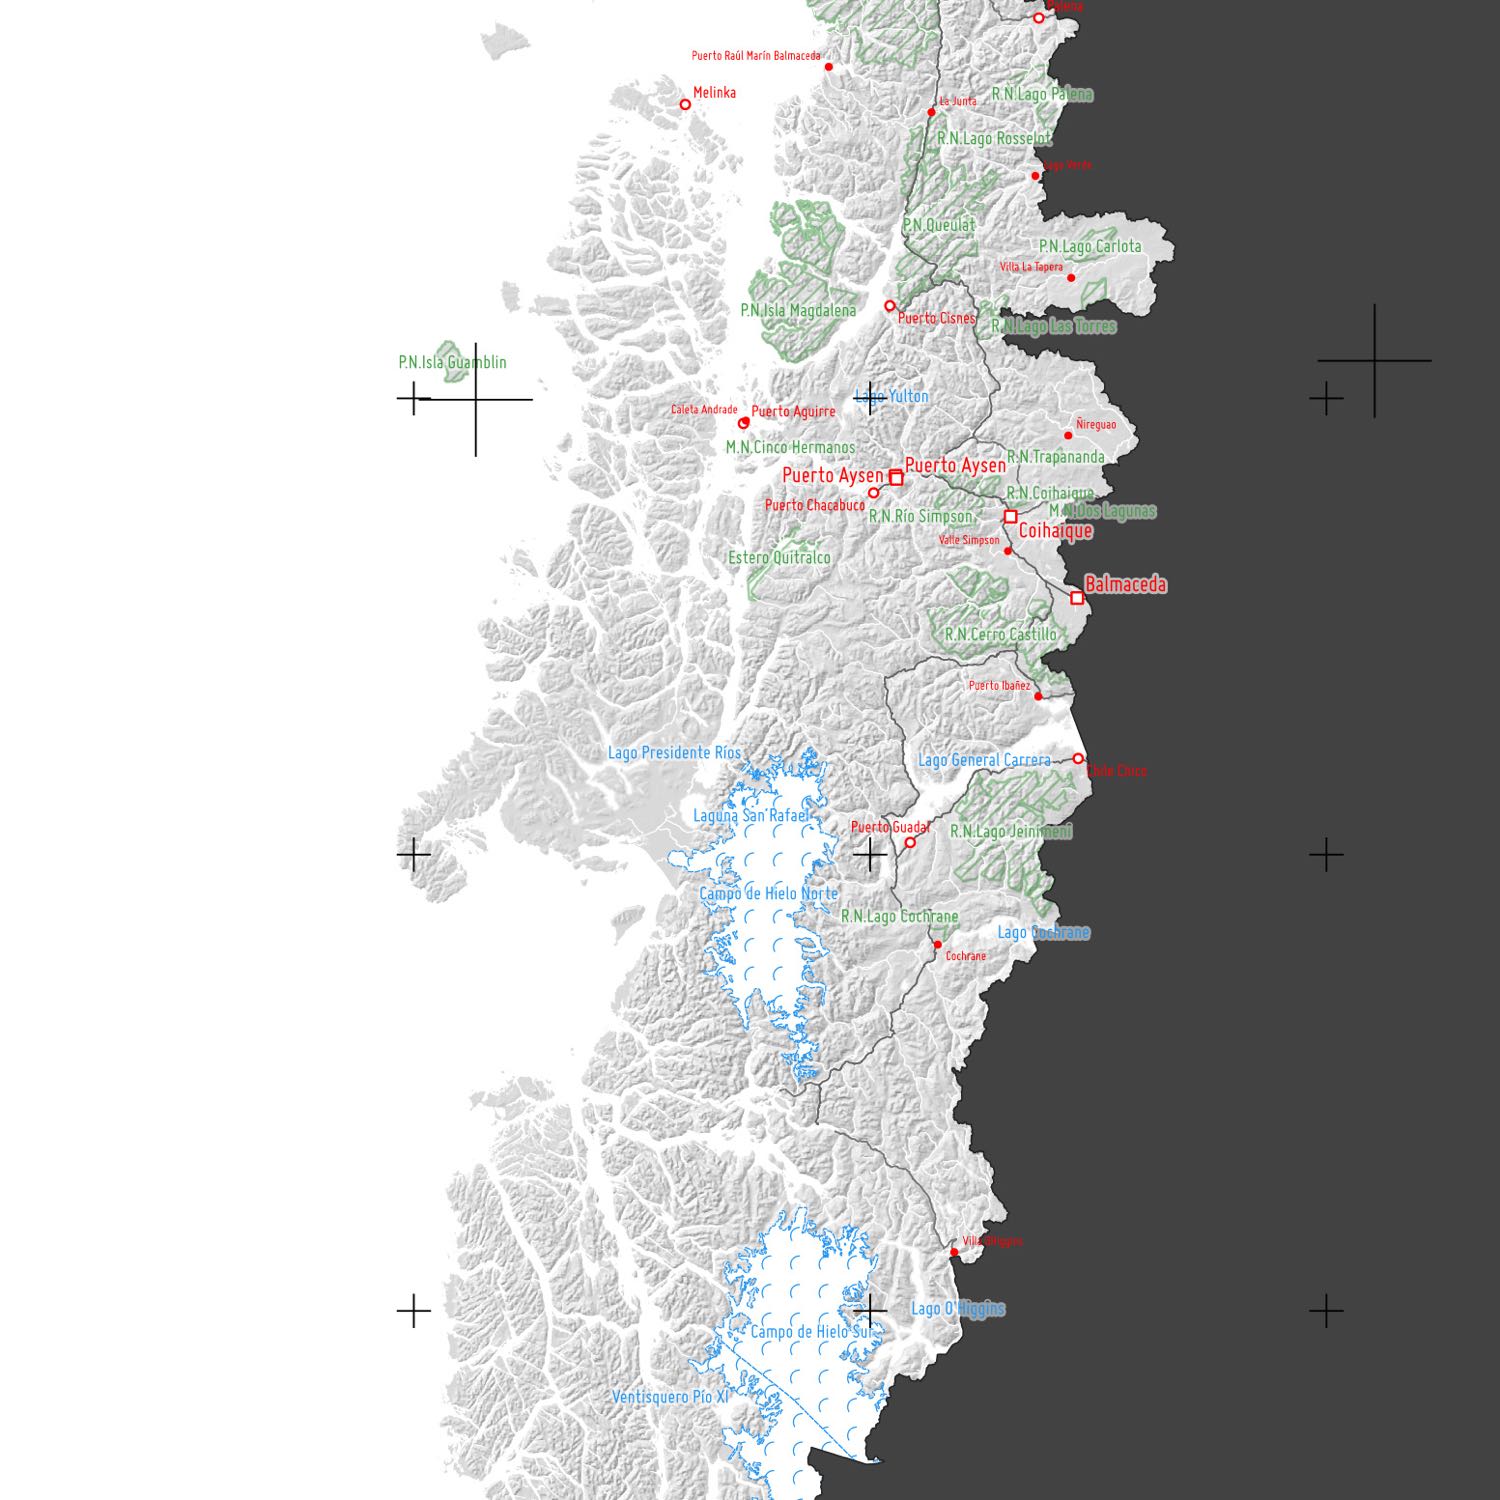 Palena
Puerto Raúl Marín Balmaceda
Melinka
R.N.Lago Palena
La Junta
R.N.Lago Rosselot
Lago Verde
P.N.Queulat
P.N.Lago Carlota
Villa La Tapera
P.N.Isla Magdalena
Puerto Cisnes
R.N.Lago Las Torres
P.N.Isla Guamblin
Lago Yulton
Caleta Andrade
Puerto Aguirre
Ñireguao
M.N.Cinco Hermanos
R.N.Trapananda
Puerto Aysen
Puerto Aysen
R.N.Coihaique
Puerto Chacabuco
M.N.Dos Lagunas
R.N.Río Simpson
Coihaique
Valle Simpson
Estero Quitralco
Balmaceda
R.N.Cerro Castillo
Puerto Ibañez
Lago Presidente Ríos
Lago General Carrera
Chile Chico
Laguna San Rafael
Puerto Guadal
R.N.Lago Jeinimeni
Campo de Hielo Norte
R.N.Lago Cochrane
Lago Cochrane
Cochrane
Villa OHiggins
Lago O'Higgins
Campo de Hielo Sur
Ventisquero Pío XI